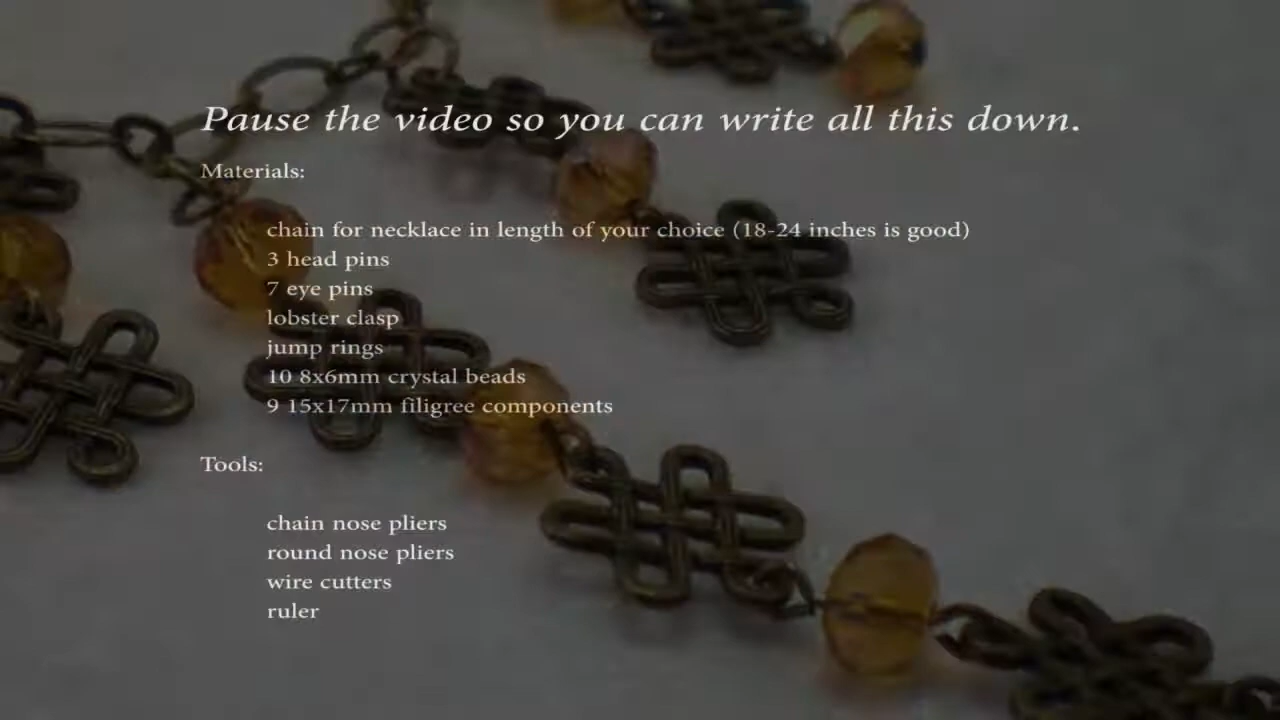 Pause the video so you can write all this down.
Materials:
chain for necklace in length of your choice (18-24 inches is good)
3 head pins
7 eye pins
lobster clasp
jump rings
10 8x6mm crystal beads
9 15x17mm filigree components
Tools:
chain nose pliers
round nose pliers
wire cutters
ruler